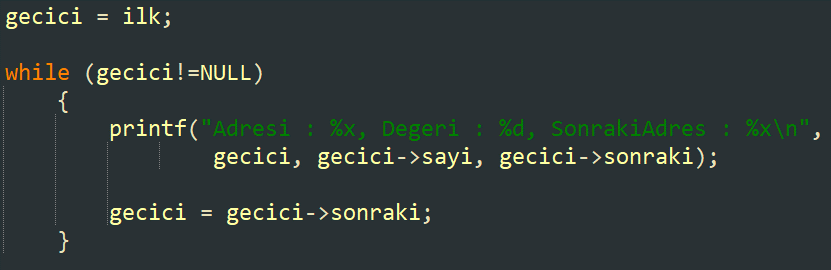 gecici = ilk;
while (gecici!=NULL)
{
printf("Adresi : %x, Degeri : %d, SonrakiAdres : %x\n",
gecici, gecici->sayi, gecici->sonraki);
gecici = gecici->sonraki;
}